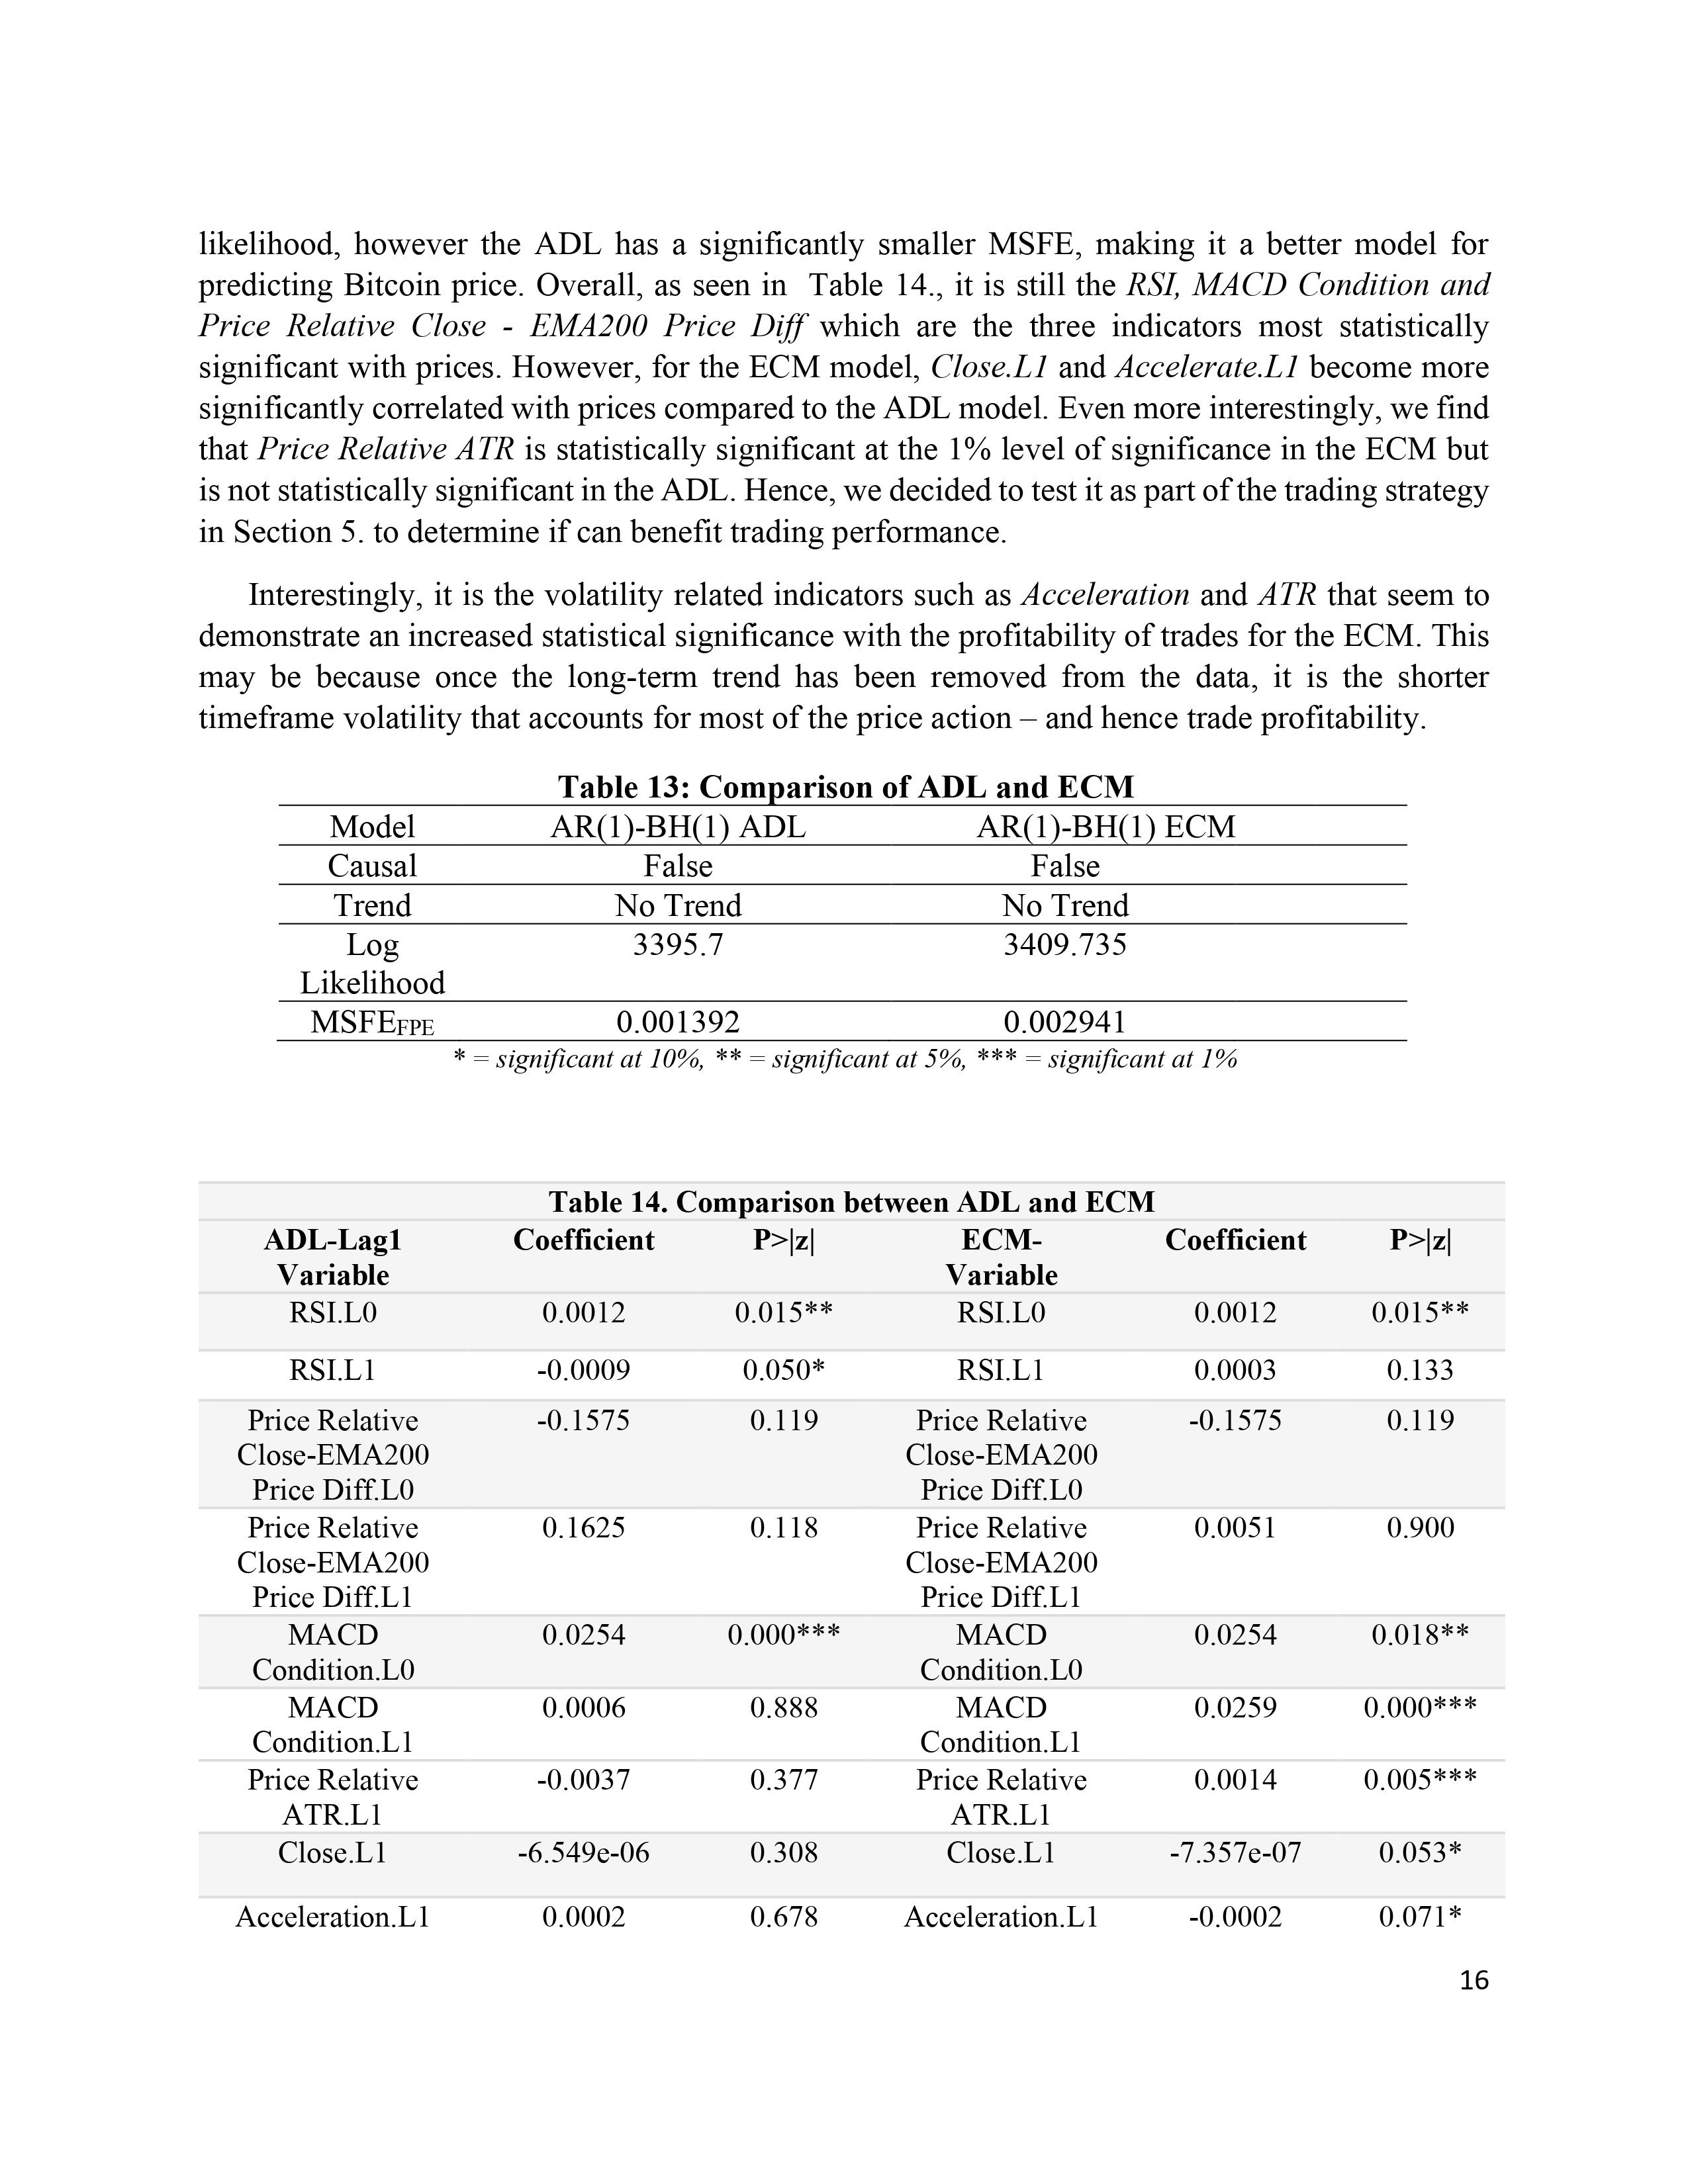 likelihood, however the ADL has a significantly smaller MSFE, making it a better model for
predicting Bitcoin price. Overall, as seen in Table 14., it is still the RSI, MACD Condition and
Price Relative Close - EMA200 Price Diff which are the three indicators most statistically
significant with prices. However, for the ECM model, Close.L1 and Accelerate.L1 become more
significantly correlated with prices compared to the ADL model. Even more interestingly, we find
that Price Relative ATR is statistically significant at the 1% level of significance in the ECM but
is not statistically significant in the ADL. Hence, we decided to test it as part of the trading strategy
in Section 5. to determine if can benefit trading performance.
Interestingly, it is the volatility related indicators such as Acceleration and ATR that seem to
demonstrate an increased statistical significance with the profitability of trades for the ECM. This
may be because once the long-term trend has been removed from the data, it is the shorter
timeframe volatility that accounts for most of the price action – and hence trade profitability.
Table 13: Comparison of ADL and ECM
Model AR(1)-BH(1) ADL AR(1)-BH(1) ECM
Causal False False
Trend No Trend No Trend
Log 3395.7 3409.735
Likelihood
MSFEFPE 0.001392 0.002941
* = significant at 10%, ** = significant at 5%, *** = significant at 1%
Table 14. Comparison between ADL and ECM
ADL-Lag1 Coefficient P>|z| ECM- Coefficient P>|z|
Variable Variable
RSI.L0 0.0012 0.015** RSI.L0 0.0012 0.015**
RSI.L1 -0.0009 0.050* RSI.L1 0.0003 0.133
Price Relative -0.1575 0.119 Price Relative -0.1575 0.119
Close-EMA200 Close-EMA200
Price Diff.L0 Price Diff.L0
Price Relative 0.1625 0.118 Price Relative 0.0051 0.900
Close-EMA200 Close-EMA200
Price Diff.L1 Price Diff.L1
MACD 0.0254 0.000*** MACD 0.0254 0.018**
Condition.L0 Condition.L0
MACD 0.0006 0.888 MACD 0.0259 0.000***
Condition.L1 Condition.L1
Price Relative -0.0037 0.377 Price Relative 0.0014 0.005***
ATR.L1 ATR.L1
Close.L1 -6.549e-06 0.308 Close.L1 -7.357e-07 0.053*
Acceleration.L1 0.0002 0.678 Acceleration.L1 -0.0002 0.071*
16